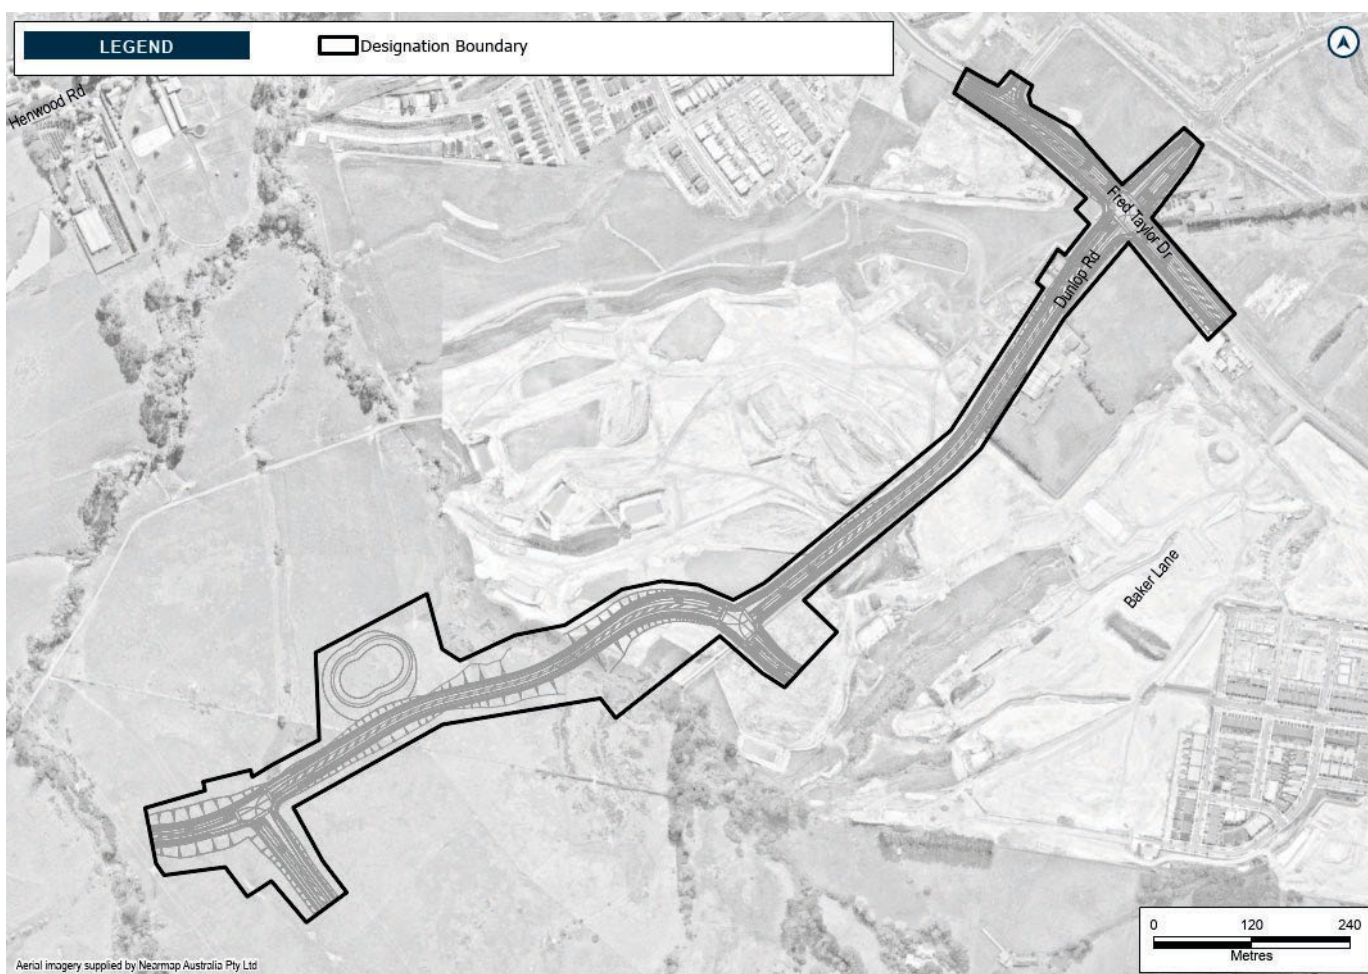 LEGEND
Designation Boundary
Henwood Rd
Fred Taylor Dr
Dunlop Rd
Baker Lane
0 120 240
Metres
Aerial imagery supplied by Nearmap Australia Pty Ltd